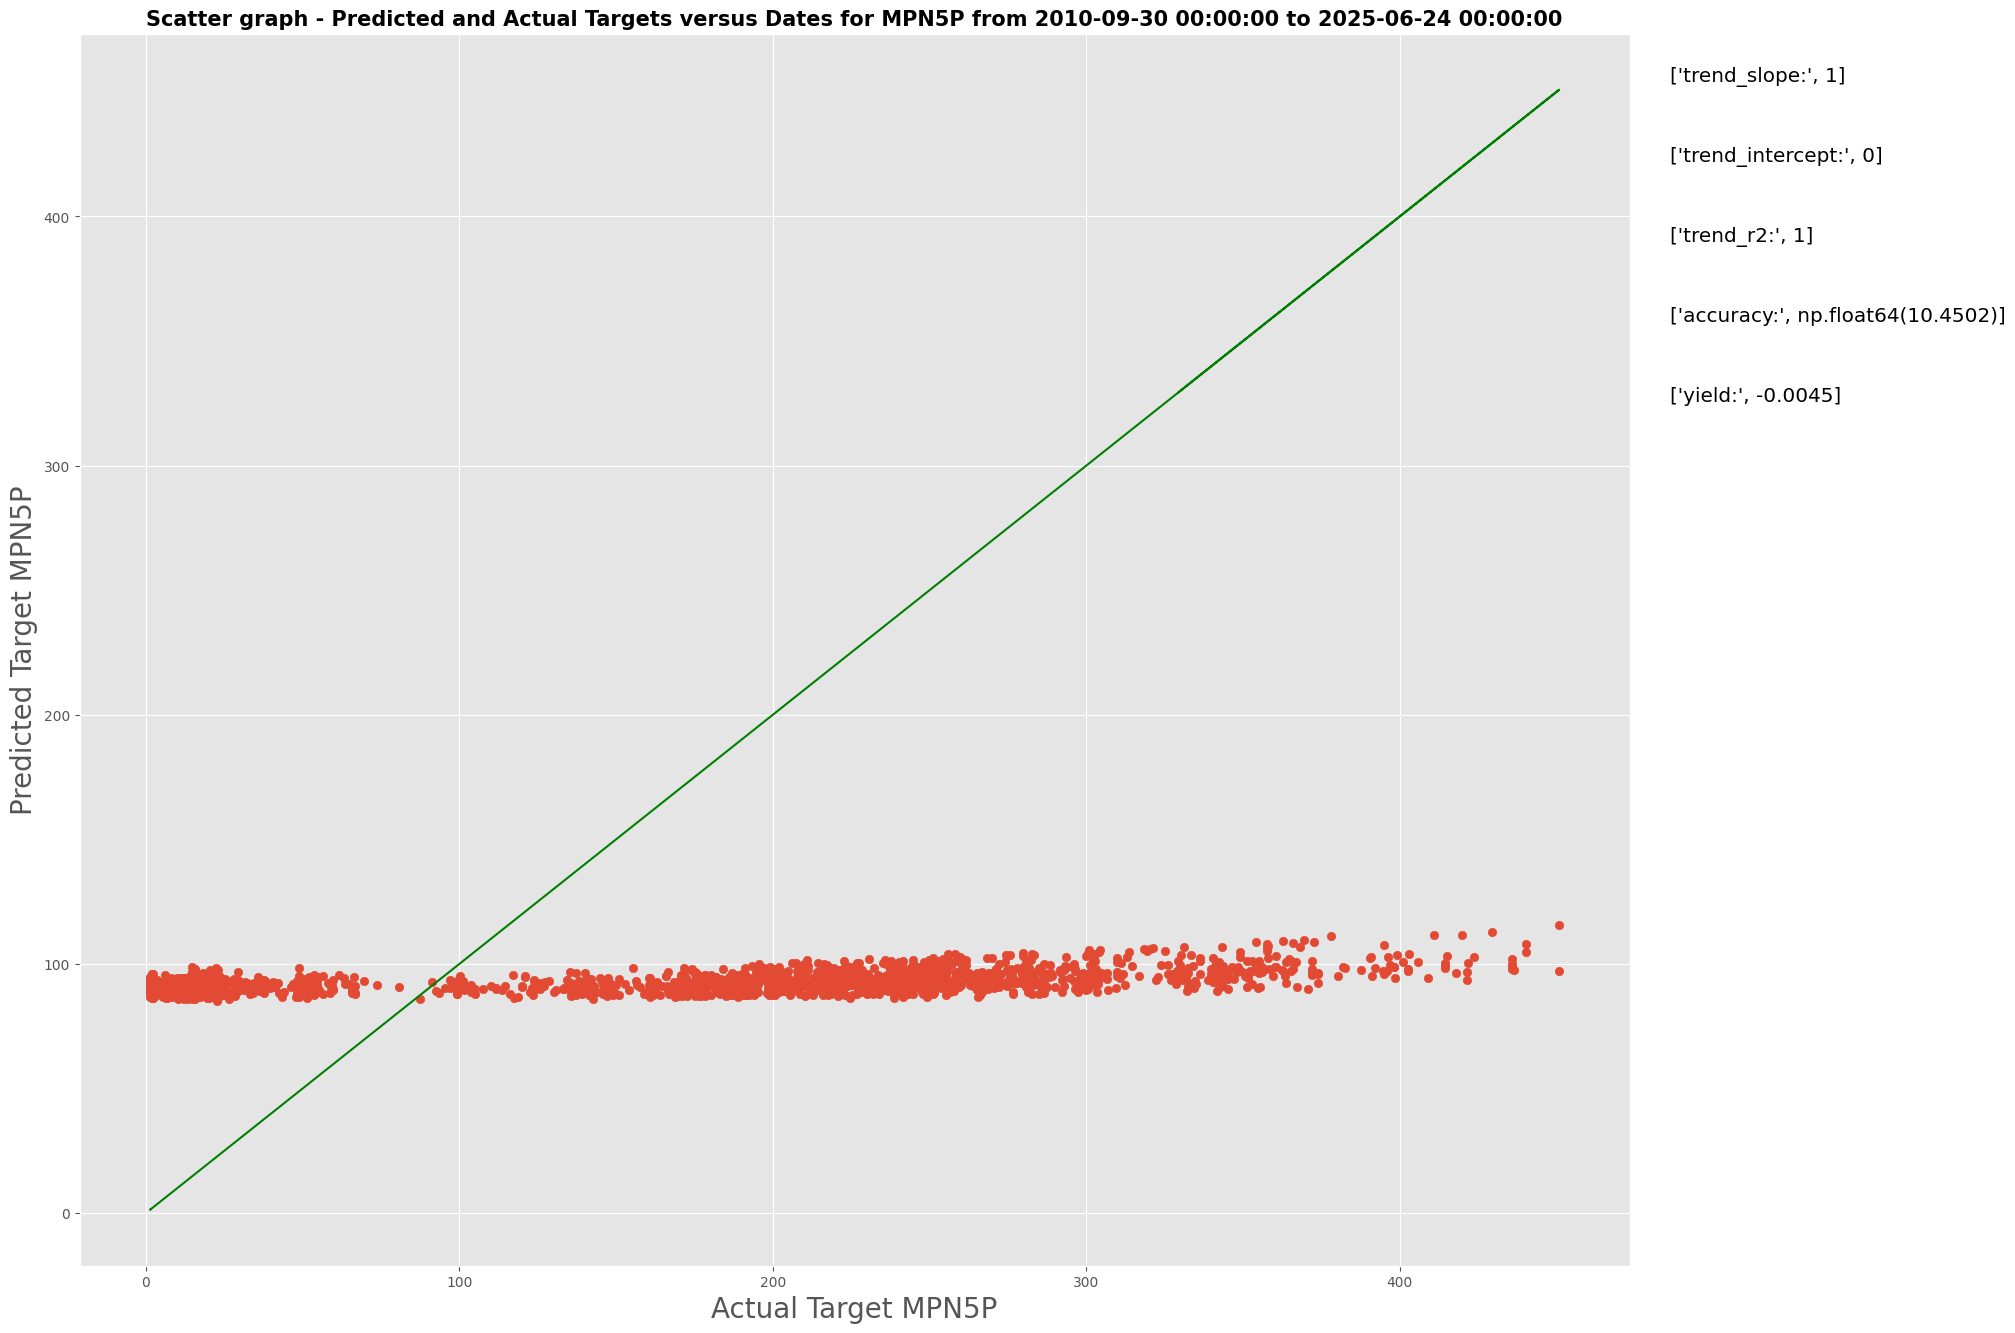 Scatter graph - Predicted and Actual Targets versus Dates for MPN5P from 2010-09-30 00:00:00 to 2025-06-24 00:00:00
['trend_slope:', 1]
['trend_intercept:', 0]
['trend_r2:', 1]
['accuracy:', np.float64(10.4502)]
['yield:', -0.0045]
Predicted Target MPN5P
400
300
200
100
0
0 100 200 300 400
Actual Target MPN5P